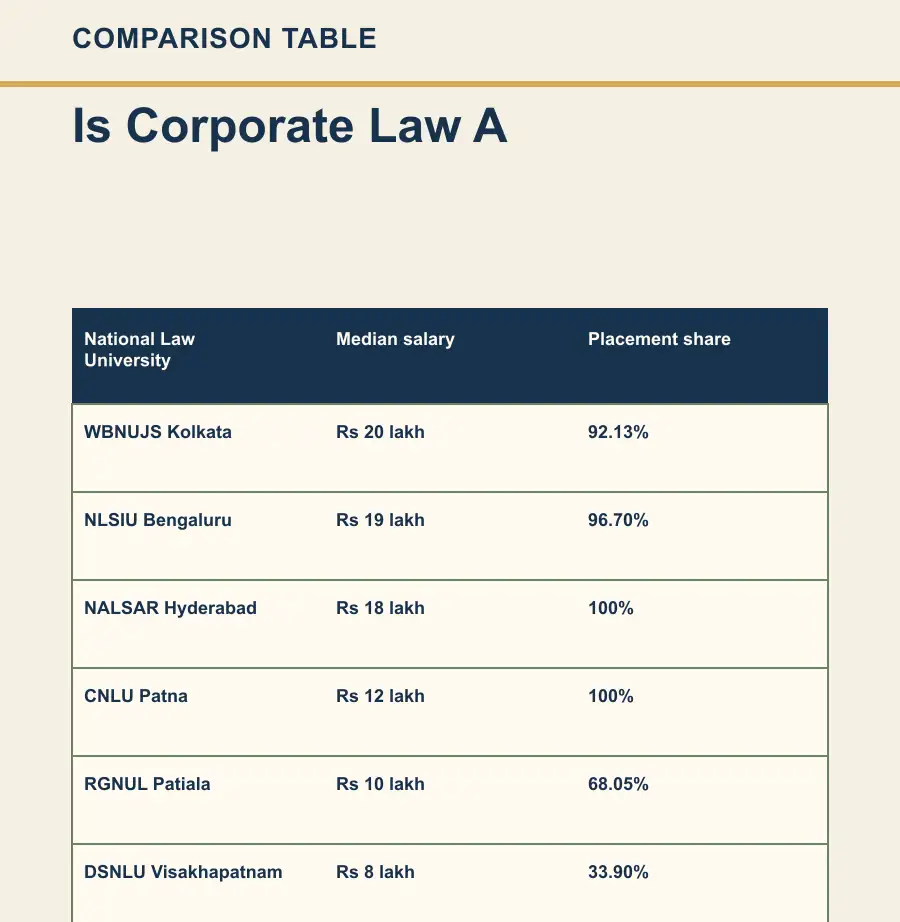 COMPARISON TABLE
Is Corporate Law A
National Law University Median salary Placement share
WBNUJS Kolkata Rs 20 lakh 92.13%
NLSIU Bengaluru Rs 19 lakh 96.70%
NALSAR Hyderabad Rs 18 lakh 100%
CNLU Patna Rs 12 lakh 100%
RGNUL Patiala Rs 10 lakh 68.05%
DSNLU Visakhapatnam Rs 8 lakh 33.90%